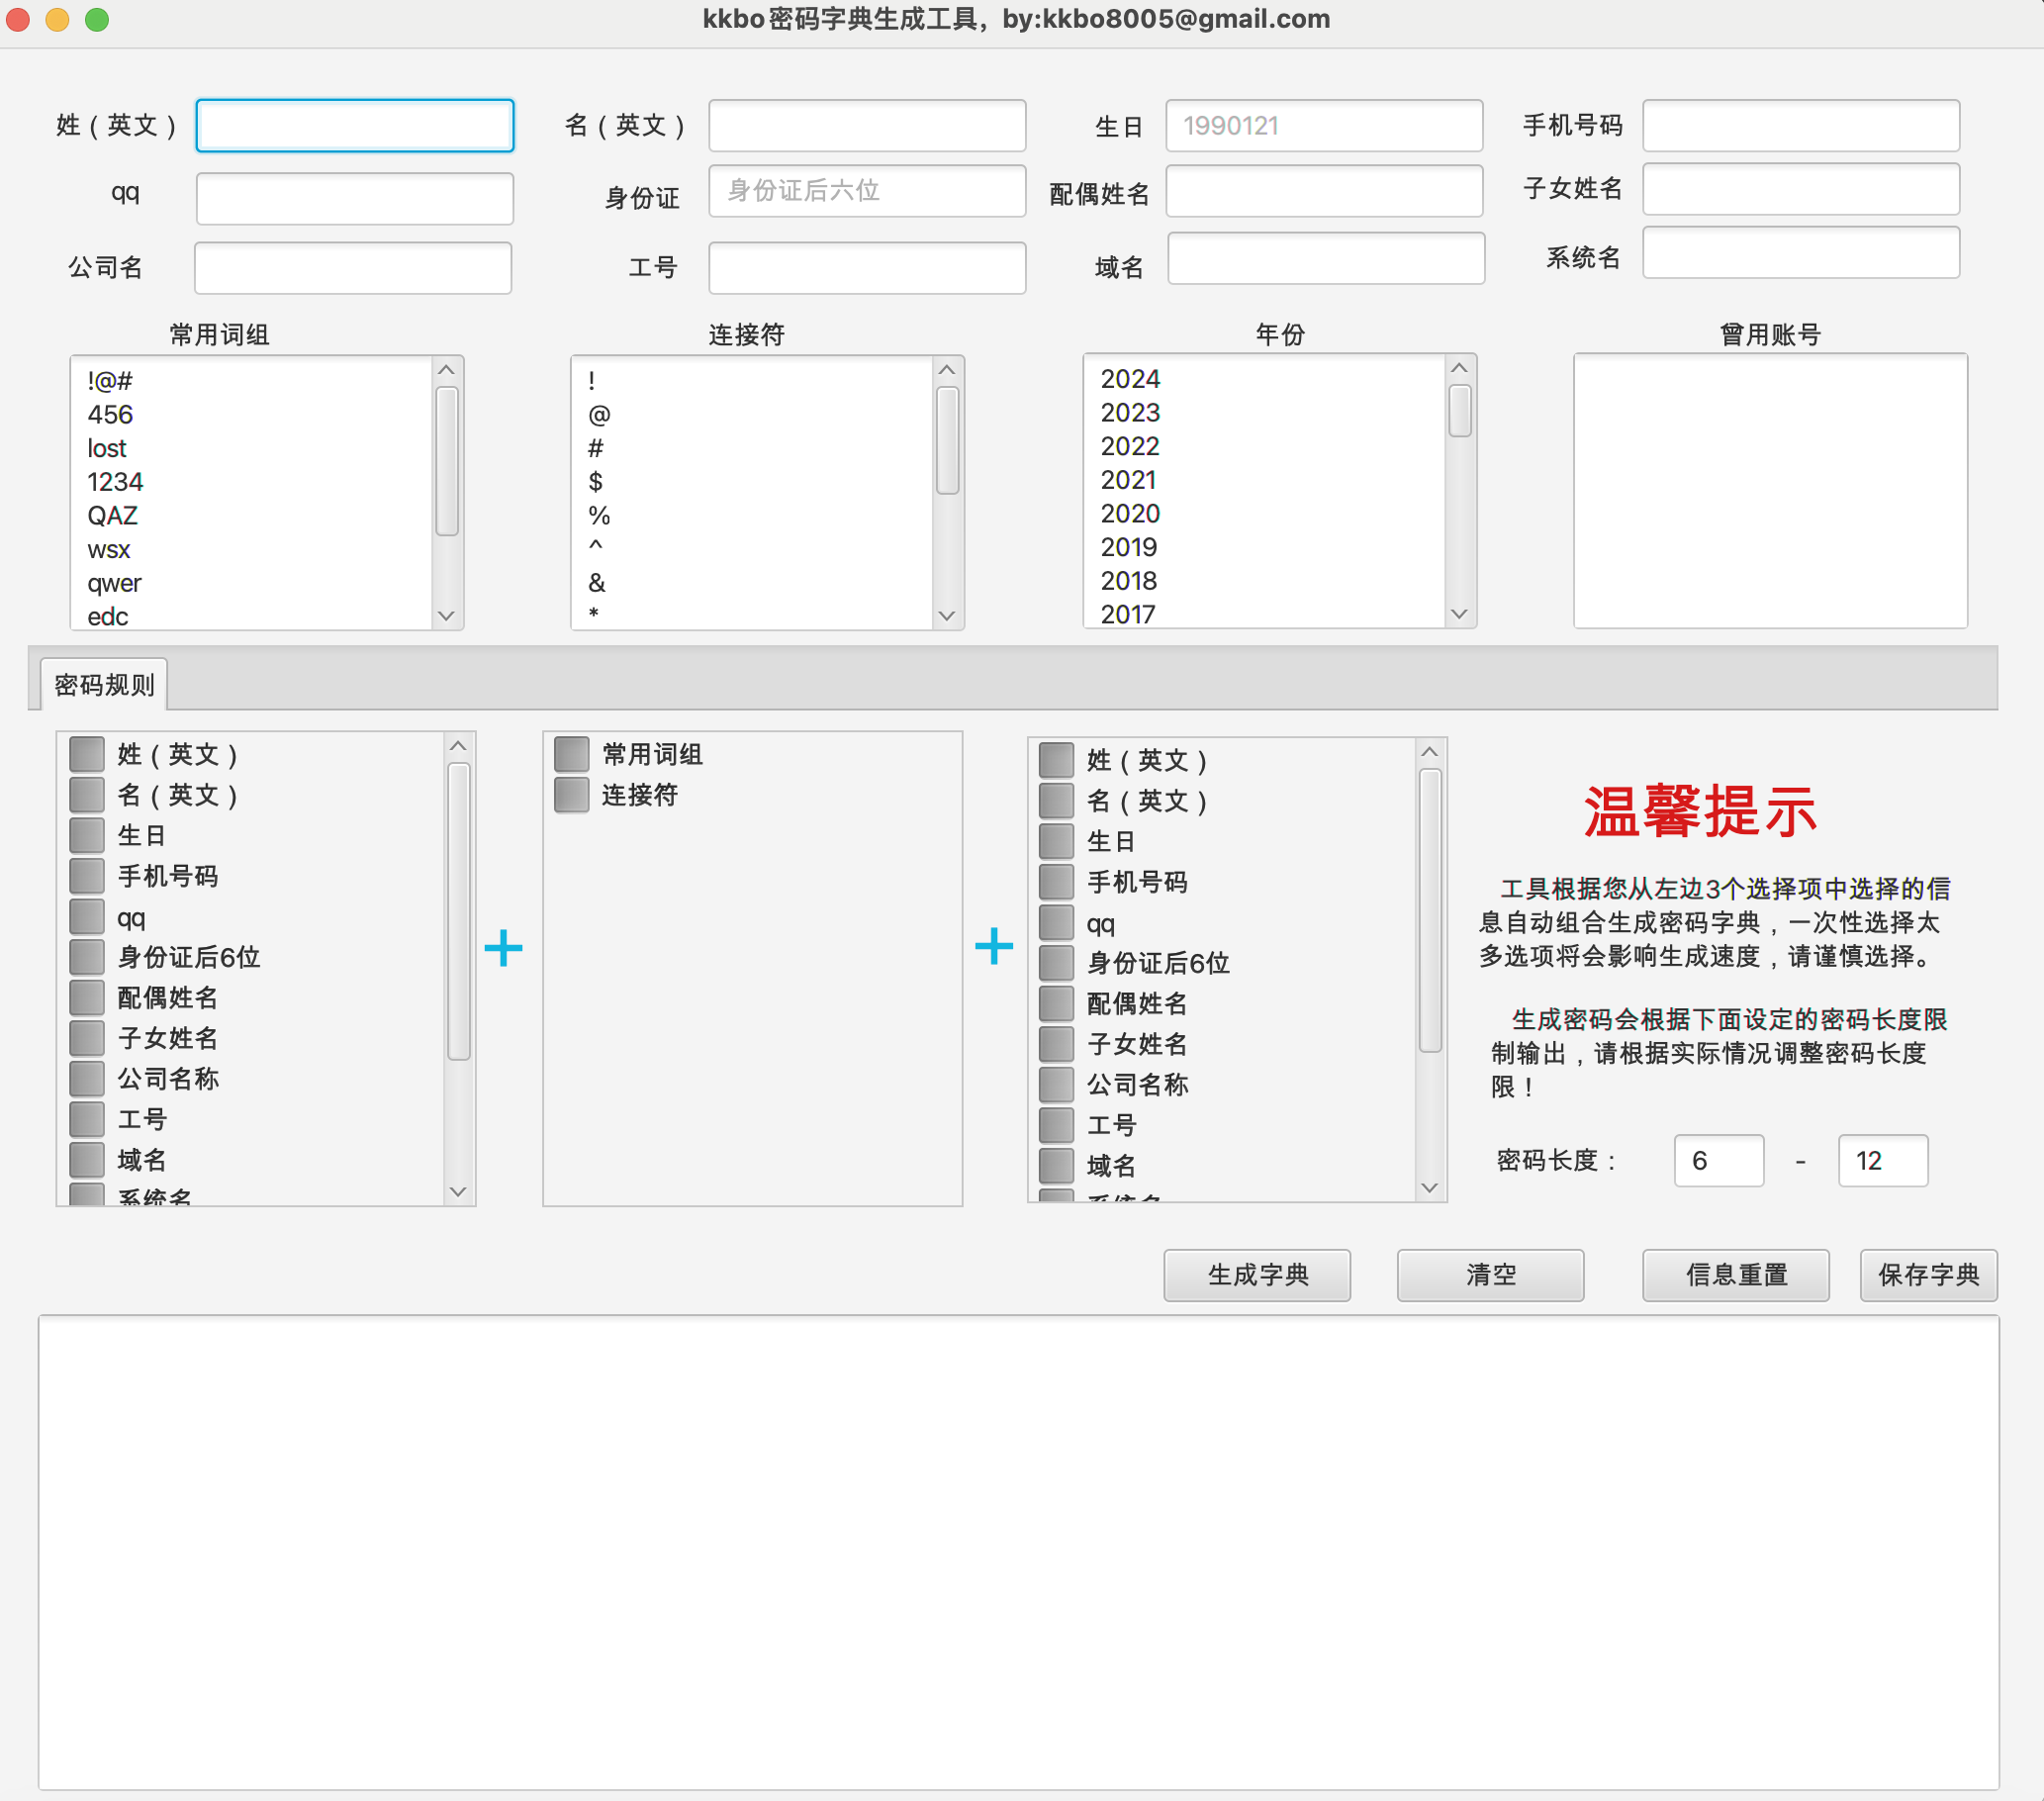 kkbo密码字典生成工具，by:kkbo8005@gmail.com
姓（英文） 名（英文） 生日 1990121 手机号码
qq 身份证 身份证后六位 配偶姓名 子女姓名
公司名 工号 域名 系统名
常用词组 连接符 年份 曾用账号
!@# ! 2024
456 @ 2023
lost # 2022
1234 $ 2021
QAZ % 2020
wsx ^ 2019
qwer & 2018
edc * 2017
密码规则
姓（英文）
名（英文）
生日
手机号码
qq
身份证后6位
配偶姓名
子女姓名
公司名称
工号
域名
系统名
+
常用词组
连接符
+
姓（英文）
名（英文）
生日
手机号码
qq
身份证后6位
配偶姓名
子女姓名
公司名称
工号
域名
系统名
温馨提示
工具根据您从左边3个选择项中选择的信
息自动组合生成密码字典，一次性选择太
多选项将会影响生成速度，请谨慎选择。
生成密码会根据下面设定的密码长度限
制输出，请根据实际情况调整密码长度
限！
密码长度： 6 - 12
生成字典 清空 信息重置 保存字典